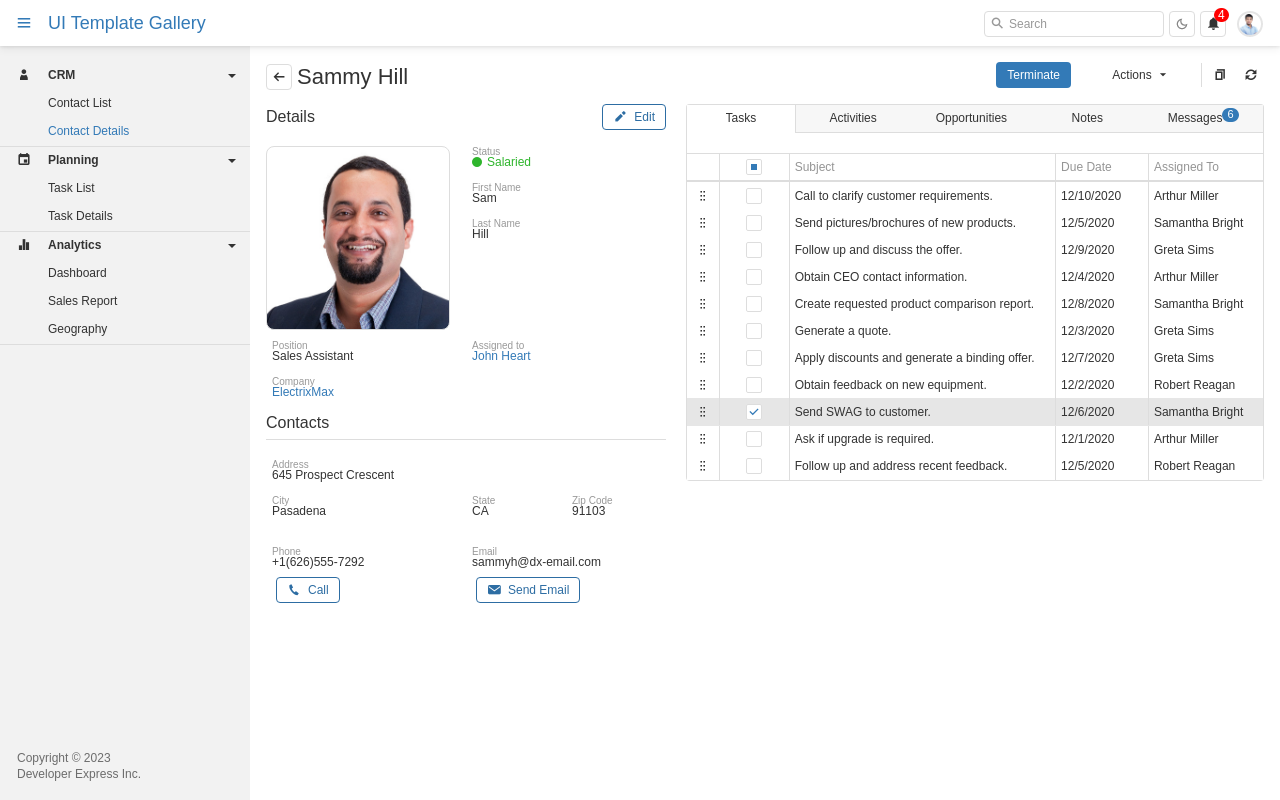 UI Template Gallery
Search
4
CRM
Contact List
Contact Details
Planning
Task List
Task Details
Analytics
Dashboard
Sales Report
Geography
Copyright © 2023
Developer Express Inc.
Sammy Hill
Terminate
Actions
Details
Edit
Status
Salaried
First Name
Sam
Last Name
Hill
Position
Sales Assistant
Assigned to
John Heart
Company
ElectrixMax
Contacts
Address
645 Prospect Crescent
City
Pasadena
State
CA
Zip Code
91103
Phone
+1(626)555-7292
Email
sammyh@dx-email.com
Call
Send Email
Tasks Activities Opportunities Notes Messages 6
Subject Due Date Assigned To
Call to clarify customer requirements. 12/10/2020 Arthur Miller
Send pictures/brochures of new products. 12/5/2020 Samantha Bright
Follow up and discuss the offer. 12/9/2020 Greta Sims
Obtain CEO contact information. 12/4/2020 Arthur Miller
Create requested product comparison report. 12/8/2020 Samantha Bright
Generate a quote. 12/3/2020 Greta Sims
Apply discounts and generate a binding offer. 12/7/2020 Greta Sims
Obtain feedback on new equipment. 12/2/2020 Robert Reagan
Send SWAG to customer. 12/6/2020 Samantha Bright
Ask if upgrade is required. 12/1/2020 Arthur Miller
Follow up and address recent feedback. 12/5/2020 Robert Reagan